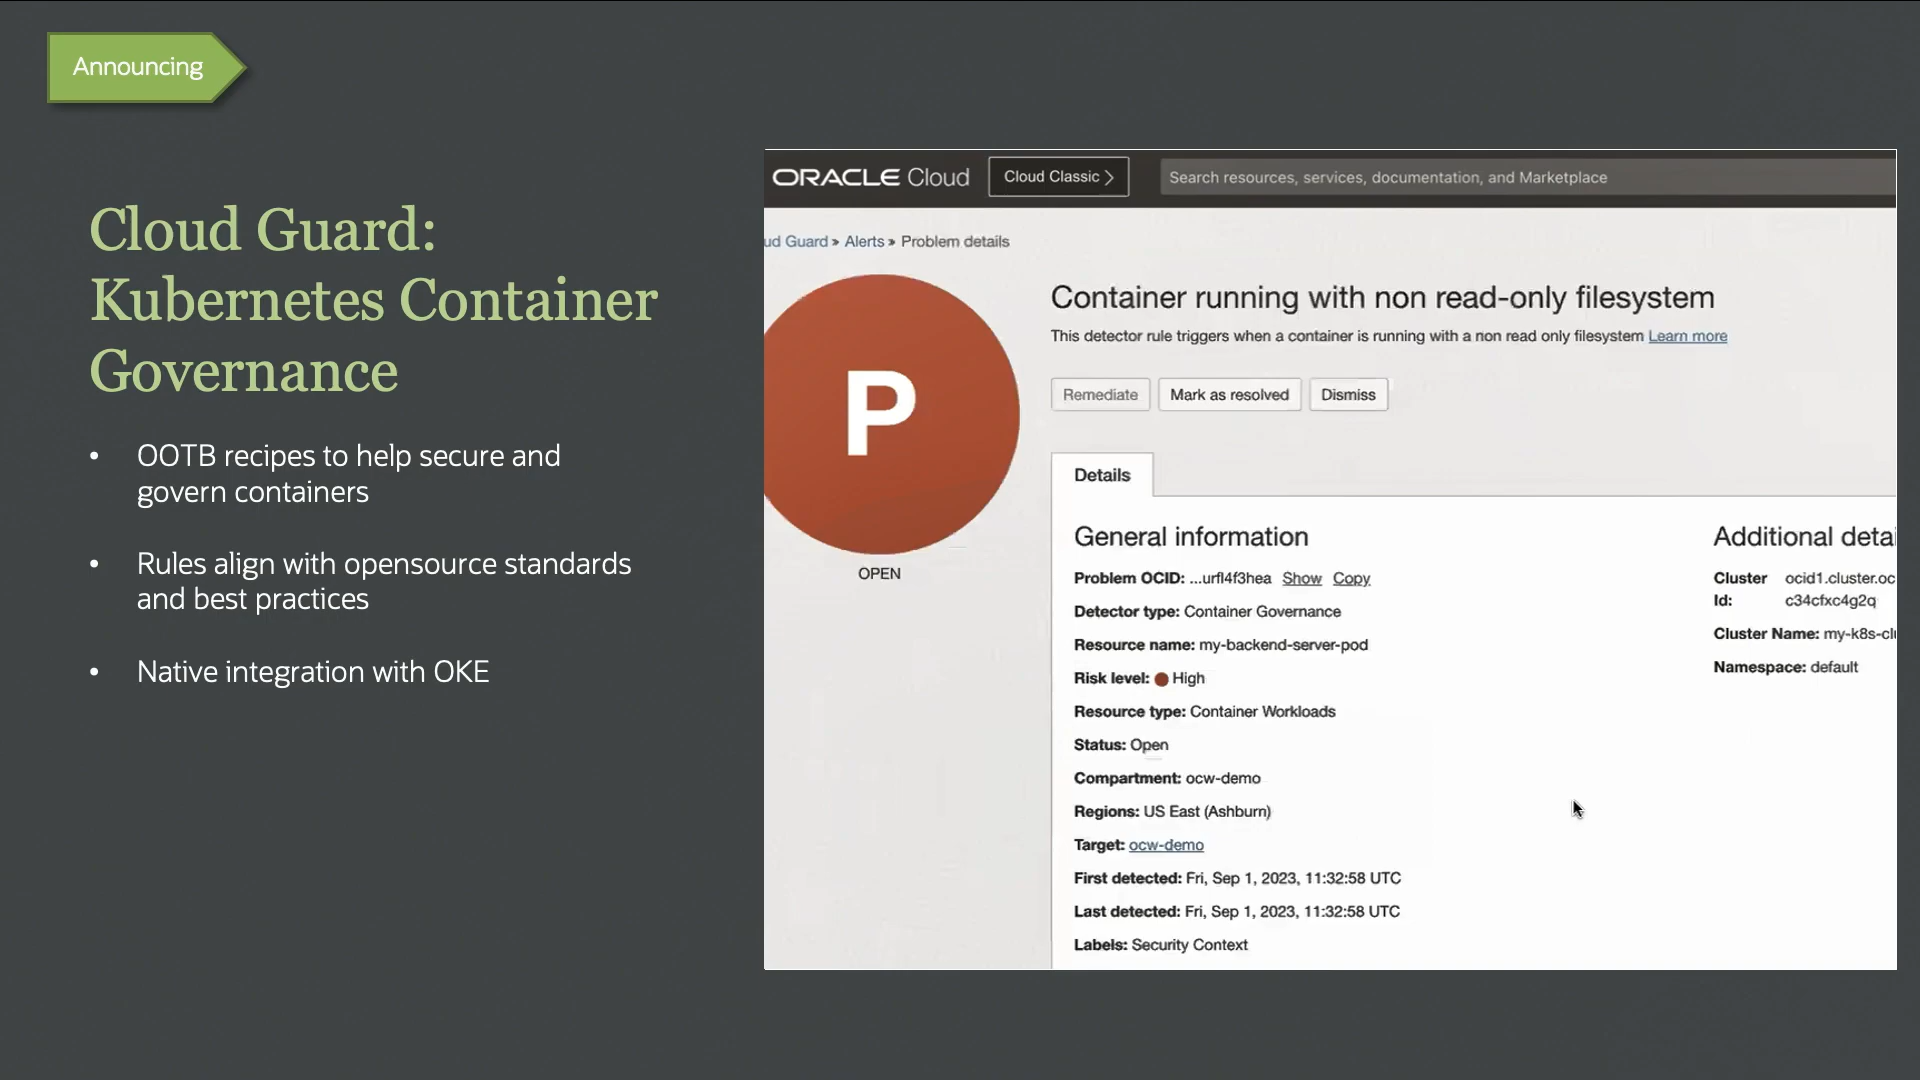 Announcing
Cloud Guard:
Kubernetes Container
Governance
• OOTB recipes to help secure and
govern containers
• Rules align with opensource standards
and best practices
• Native integration with OKE
ORACLE Cloud
Cloud Classic >
Search resources, services, documentation, and Marketplace
ud Guard » Alerts » Problem details
P
OPEN
Container running with non read-only filesystem
This detector rule triggers when a container is running with a non read only filesystem Learn more
Remediate Mark as resolved Dismiss
Details
General information
Problem OCID: ...urfl4f3hea Show Copy
Detector type: Container Governance
Resource name: my-backend-server-pod
Risk level: High
Resource type: Container Workloads
Status: Open
Compartment: ocw-demo
Regions: US East (Ashburn)
Target: ocw-demo
First detected: Fri, Sep 1, 2023, 11:32:58 UTC
Last detected: Fri, Sep 1, 2023, 11:32:58 UTC
Labels: Security Context
Additional detai
Cluster Id: ocid1.cluster.oc
c34cfxc4g2q
Cluster Name: my-k8s-clu
Namespace: default